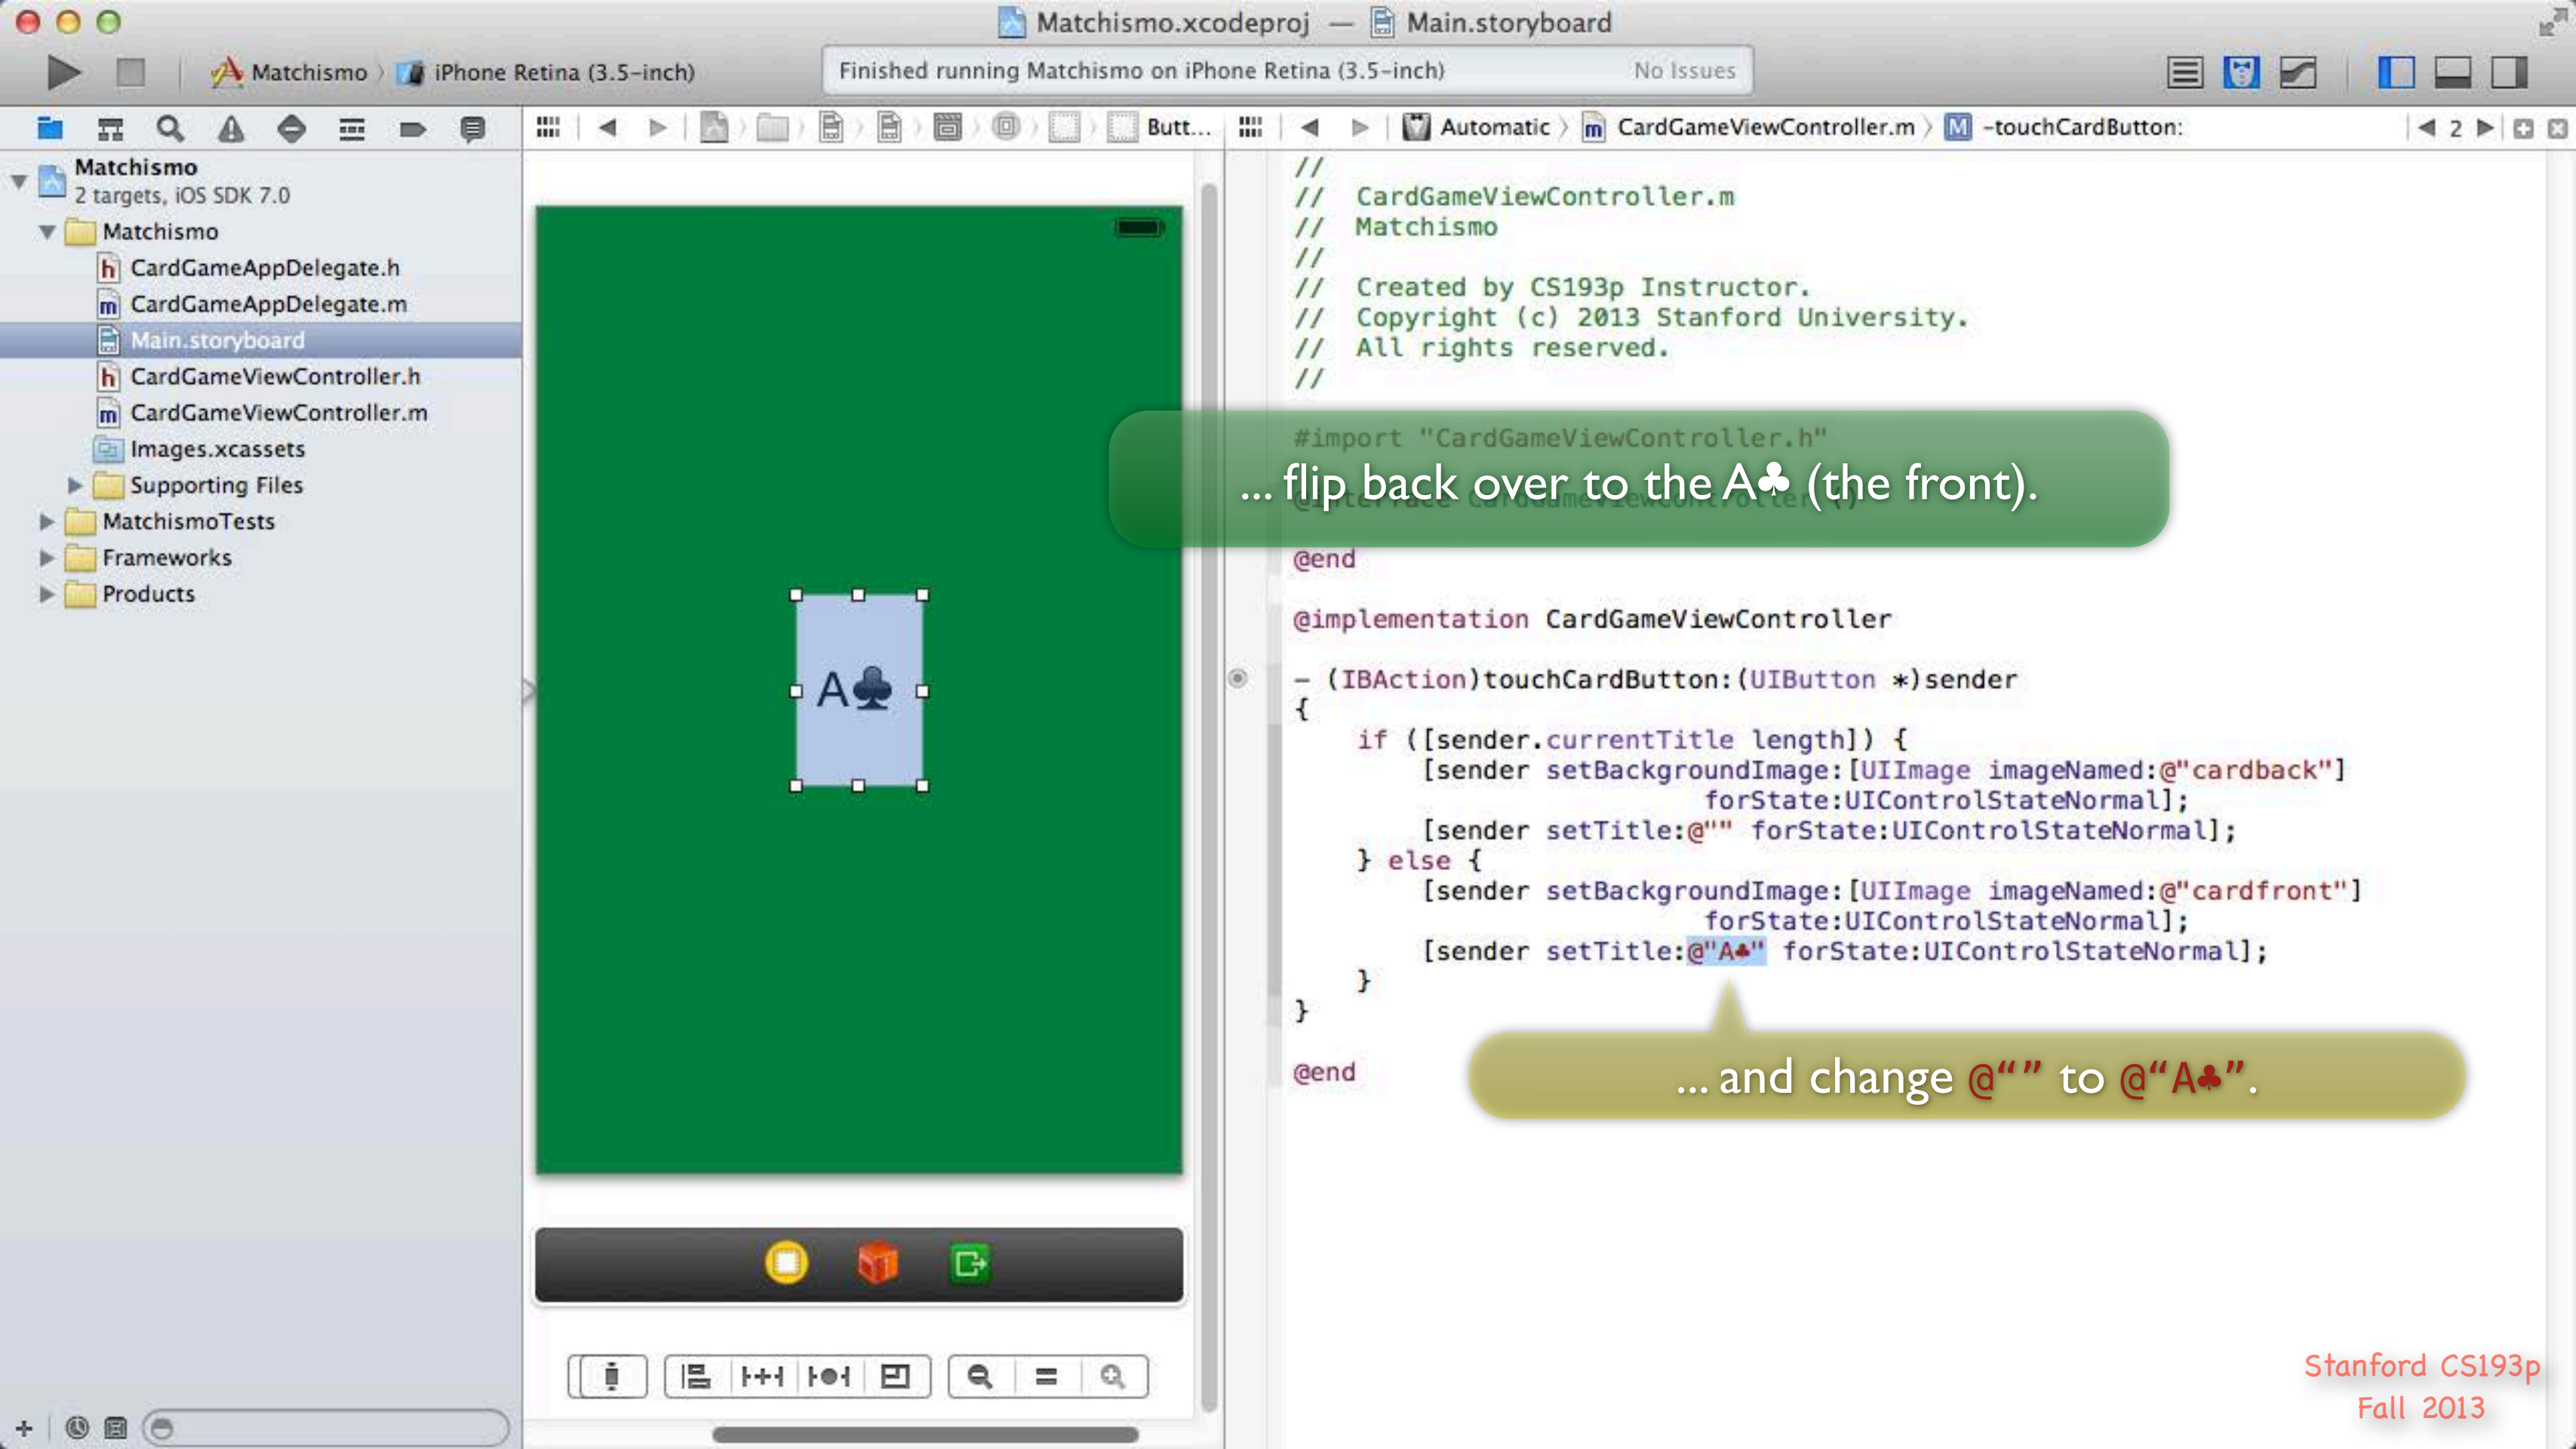 Matchismo.xcodeproj — Main.storyboard
Matchismo 〉 iPhone Retina (3.5-inch)
Finished running Matchismo on iPhone Retina (3.5-inch) No Issues
Butt...
Automatic 〉 m CardGameViewController.m 〉 M -touchCardButton: 2
Matchismo
2 targets, iOS SDK 7.0
Matchismo
h CardGameAppDelegate.h
m CardGameAppDelegate.m
Main.storyboard
h CardGameViewController.h
m CardGameViewController.m
Images.xcassets
Supporting Files
MatchismoTests
Frameworks
Products
A♣
//
// CardGameViewController.m
// Matchismo
//
// Created by CS193p Instructor.
// Copyright (c) 2013 Stanford University.
// All rights reserved.
//
#import "CardGameViewController.h"
... flip back over to the A♣ (the front).
@interface CardGameViewController ()
@end
@implementation CardGameViewController
- (IBAction)touchCardButton:(UIButton *)sender
{
if ([sender.currentTitle length]) {
[sender setBackgroundImage:[UIImage imageNamed:@"cardback"]
forState:UIControlStateNormal];
[sender setTitle:@"" forState:UIControlStateNormal];
} else {
[sender setBackgroundImage:[UIImage imageNamed:@"cardfront"]
forState:UIControlStateNormal];
[sender setTitle:@"A♣" forState:UIControlStateNormal];
}
}
@end
... and change @“” to @“A♣”.
Stanford CS193p
Fall 2013